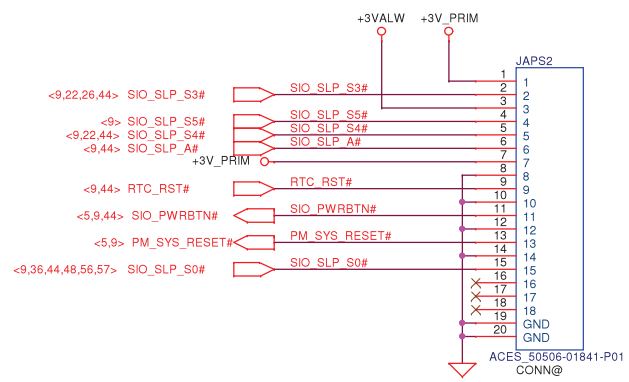 +3VALW +3V_PRIM
JAPS2
1 1
<9,22,26,44> SIO_SLP_S3# SIO_SLP_S3# 2 2
3 3
<9> SIO_SLP_S5# SIO_SLP_S5# 4 4
<9,22,44> SIO_SLP_S4# SIO_SLP_S4# 5 5
<9,44> SIO_SLP_A# SIO_SLP_A# 6 6
+3V_PRIM 7 7
8 8
<9,44> RTC_RST# RTC_RST# 9 9
10 10
<5,9,44> SIO_PWRBTN# SIO_PWRBTN# 11 11
12 12
<5,9> PM_SYS_RESET# PM_SYS_RESET# 13 13
14 14
<9,36,44,48,56,57> SIO_SLP_S0# SIO_SLP_S0# 15 15
16 16
17 17
18 18
19 GND
20 GND
ACES_50506-01841-P01
CONN@